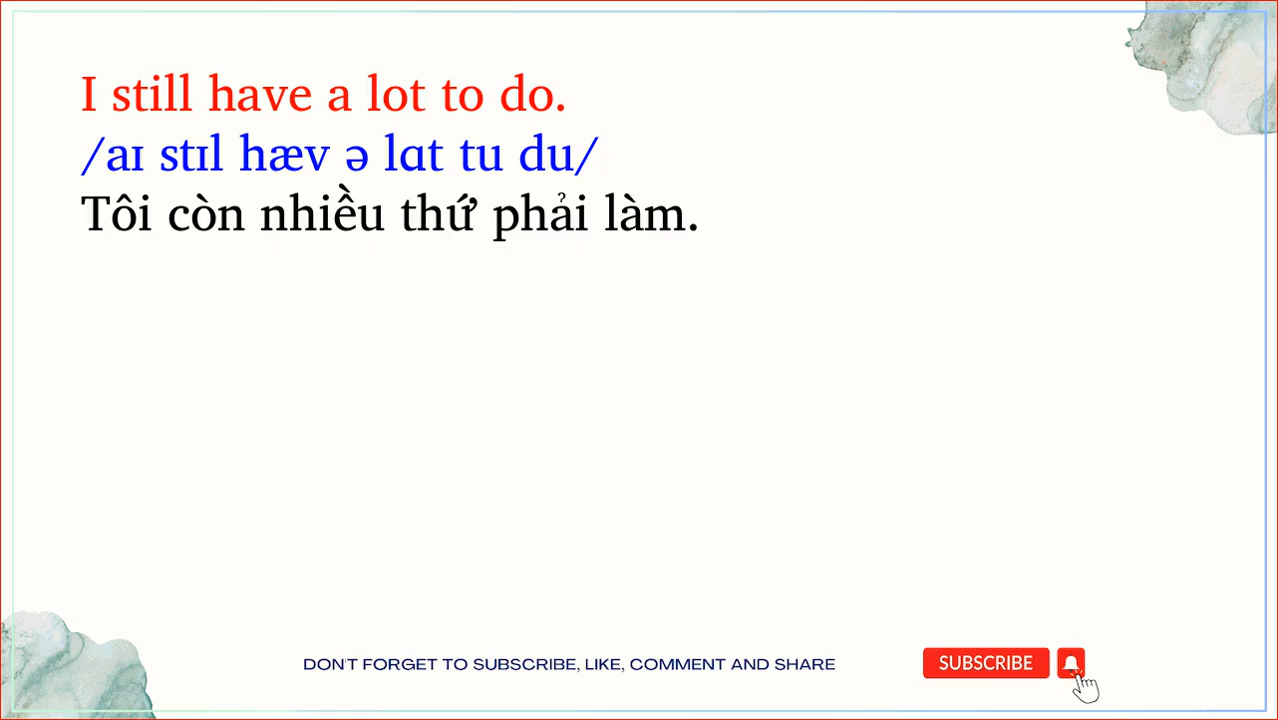 I still have a lot to do.
/aɪ stɪl hæv ə lɑt tu du/
Tôi còn nhiều thứ phải làm.
DON'T FORGET TO SUBSCRIBE, LIKE, COMMENT AND SHARE
SUBSCRIBE